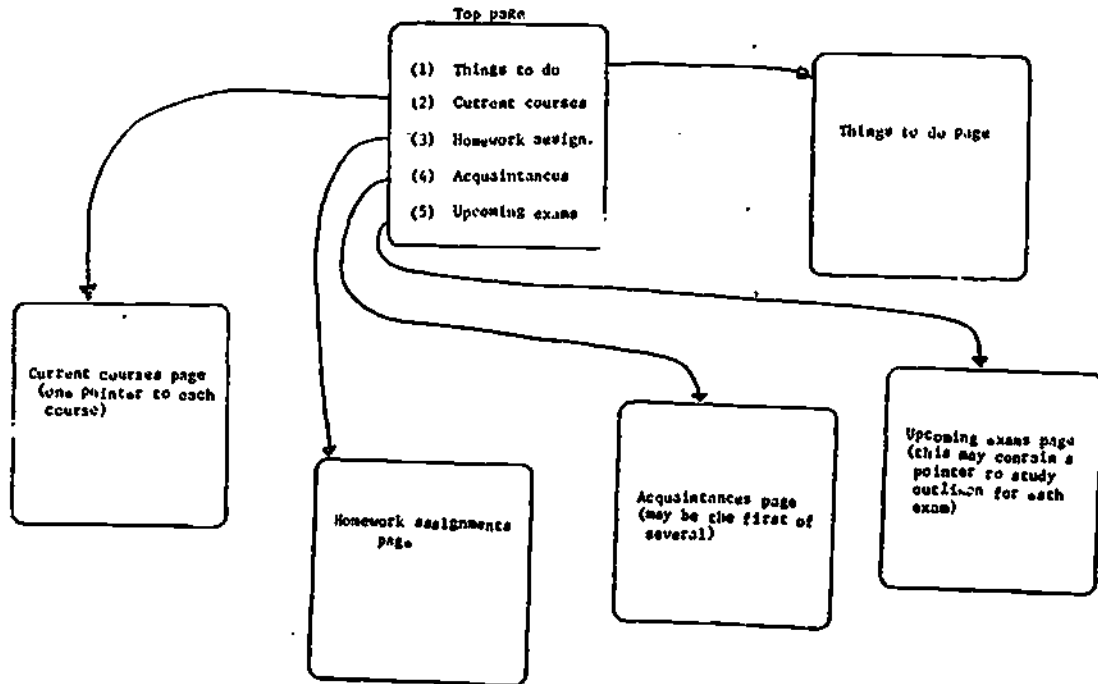 Top page
(1) Things to do
(2) Current courses
(3) Homework assign.
(4) Acquaintances
(5) Upcoming exams
Things to do page
Current courses page
(one pointer to each
course)
Homework assignments
page
Acquaintances page
(may be the first of
several)
Upcoming exams page
(this may contain a
pointer to study
outlines for each
exam)